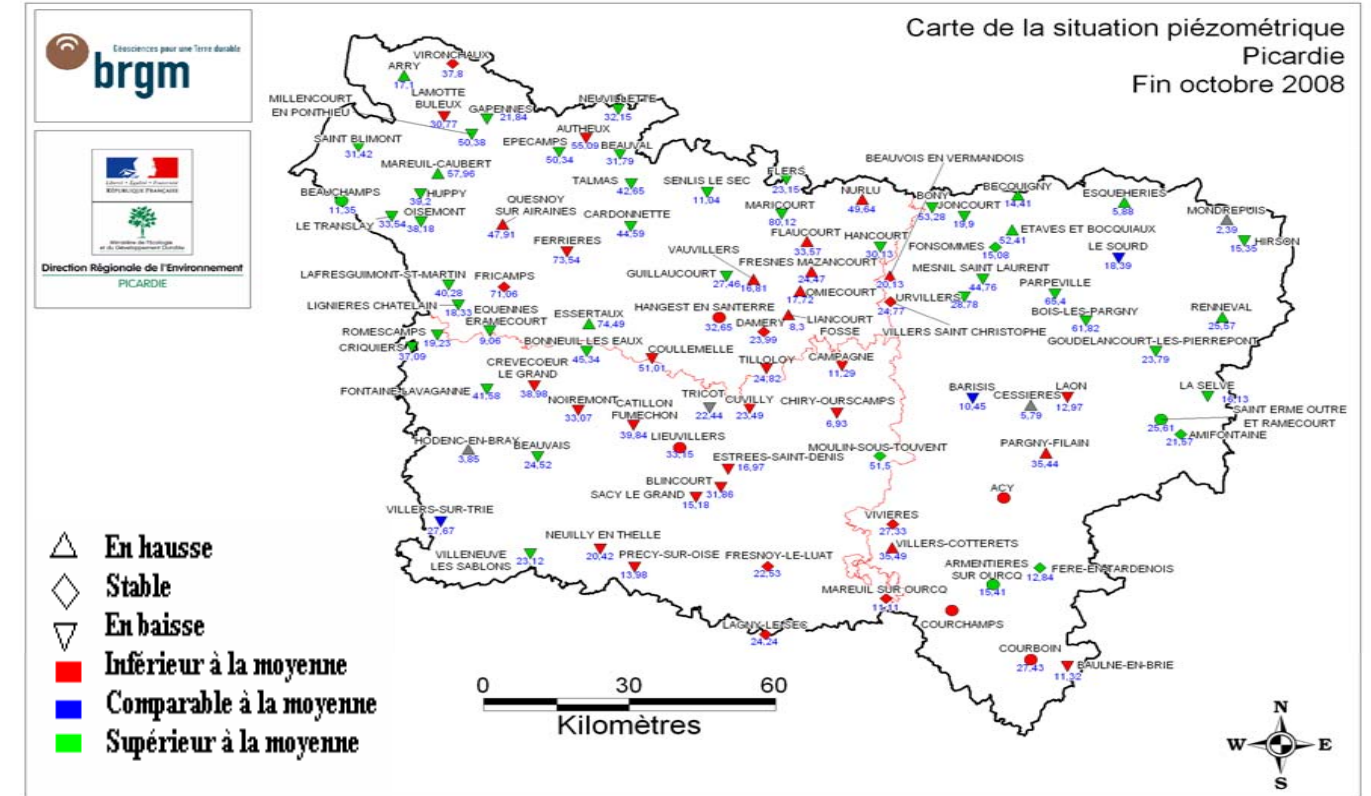 Géosciences pour une Terre durable
brgm
Liberté • Égalité • Fraternité
RÉPUBLIQUE FRANÇAISE
Direction Régionale de l'Environnement
PICARDIE
Carte de la situation piézométrique
Picardie
Fin octobre 2008
VIRONCHAUX
37,8
ARRY
17,1
LAMOTTE
BULEUX
30,77
MILLENCOURT
EN PONTHIEU
50,38
GAPENNES
21,84
NEUVILLETTE
32,15
AUTHEUX
55,09
SAINT BLIMONT
31,42
EPECAMPS
50,34
BEAUVAL
31,79
MAREUIL-CAUBERT
57,96
BEAUCHAMPS
11,35
HUPPY
39,2
TALMAS
42,65
SENLIS LE SEC
11,04
FLERS
23,15
BEAUVOIS EN VERMANDOIS
20,13
NURLU
49,64
BONY
53,28
BECQUIGNY
14,41
JONCOURT
19,9
ESQUEHERIES
5,88
MONDREPUIS
2,39
HIRSON
15,35
LE TRANSLAY
33,54
OISEMONT
38,18
QUESNOY
SUR AIRAINES
47,91
CARDONNETTE
44,59
MARICOURT
80,12
FLAUCOURT
33,57
HANCOURT
30,13
FONSOMMES
15,08
ETAVES ET BOCQUIAUX
52,41
LE SOURD
18,39
FERRIERES
73,54
VAUVILLERS
16,81
FRESNES MAZANCOURT
24,47
MESNIL SAINT LAURENT
44,76
LAFRESGUIMONT-ST-MARTIN
40,28
FRICAMPS
71,06
GUILLAUCOURT
27,46
OMIECOURT
17,72
URVILLERS
28,78
PARPEVILLE
65,4
LIGNIERES CHATELAIN
18,33
EQUENNES
ERAMECOURT
9,06
ESSERTAUX
74,49
HANGEST EN SANTERRE
32,65
DAMERY
23,99
LIANCOURT
FOSSE
8,3
VILLERS SAINT CHRISTOPHE
24,77
BOIS-LES-PARGNY
61,82
RENNEVAL
25,57
ROMESCAMPS
19,23
CRIQUIERS
37,09
BONNEUIL-LES EAUX
45,34
COULLEMELLE
51,01
TILLOLOY
24,82
CAMPAGNE
11,29
GOUDELANCOURT-LES-PIERREPONT
23,79
FONTAINE-LAVAGANNE
41,58
CREVECOEUR
LE GRAND
38,98
NOIREMONT
33,07
CATILLON
FUMECHON
39,84
TRICOT
22,44
CUVILLY
23,49
CHIRY-OURSCAMPS
6,93
BARISIS
10,45
CESSIERES
5,79
LAON
12,97
LA SELVE
16,13
SAINT ERME OUTRE
ET RAMECOURT
25,61
AMIFONTAINE
21,57
HODENC-EN-BRAY
3,85
BEAUVAIS
24,52
LIEUVILLERS
33,15
ESTREES-SAINT-DENIS
16,97
MOULIN-SOUS-TOUVENT
51,5
PARGNY-FILAIN
35,44
BLINCOURT
31,86
SACY LE GRAND
15,18
ACY
VILLERS-SUR-TRIE
27,67
VIVIERES
27,33
VILLENEUVE
LES SABLONS
23,12
NEUILLY EN THELLE
20,42
PRECY-SUR-OISE
13,98
FRESNOY-LE-LUAT
22,53
VILLERS-COTTERETS
35,49
ARMENTIERES
SUR OURCQ
15,41
FERE-EN-TARDENOIS
12,84
MAREUIL SUR OURCQ
11,11
COURCHAMPS
LAGNY-LE-SEC
24,24
COURBOIN
27,43
BAULNE-EN-BRIE
11,32
En hausse
Stable
En baisse
Inférieur à la moyenne
Comparable à la moyenne
Supérieur à la moyenne
0 30 60
Kilomètres
N
W E
S